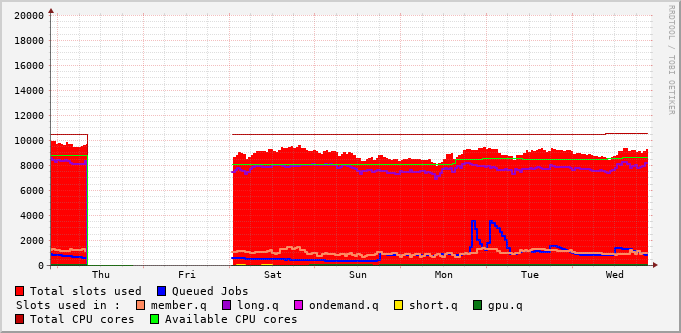 20000
18000
16000
14000
12000
10000
8000
6000
4000
2000
0
Thu Fri Sat Sun Mon Tue Wed
RRDTOOL / TOBI OETIKER
Total slots used Queued Jobs
Slots used in : member.q long.q ondemand.q short.q gpu.q
Total CPU cores Available CPU cores